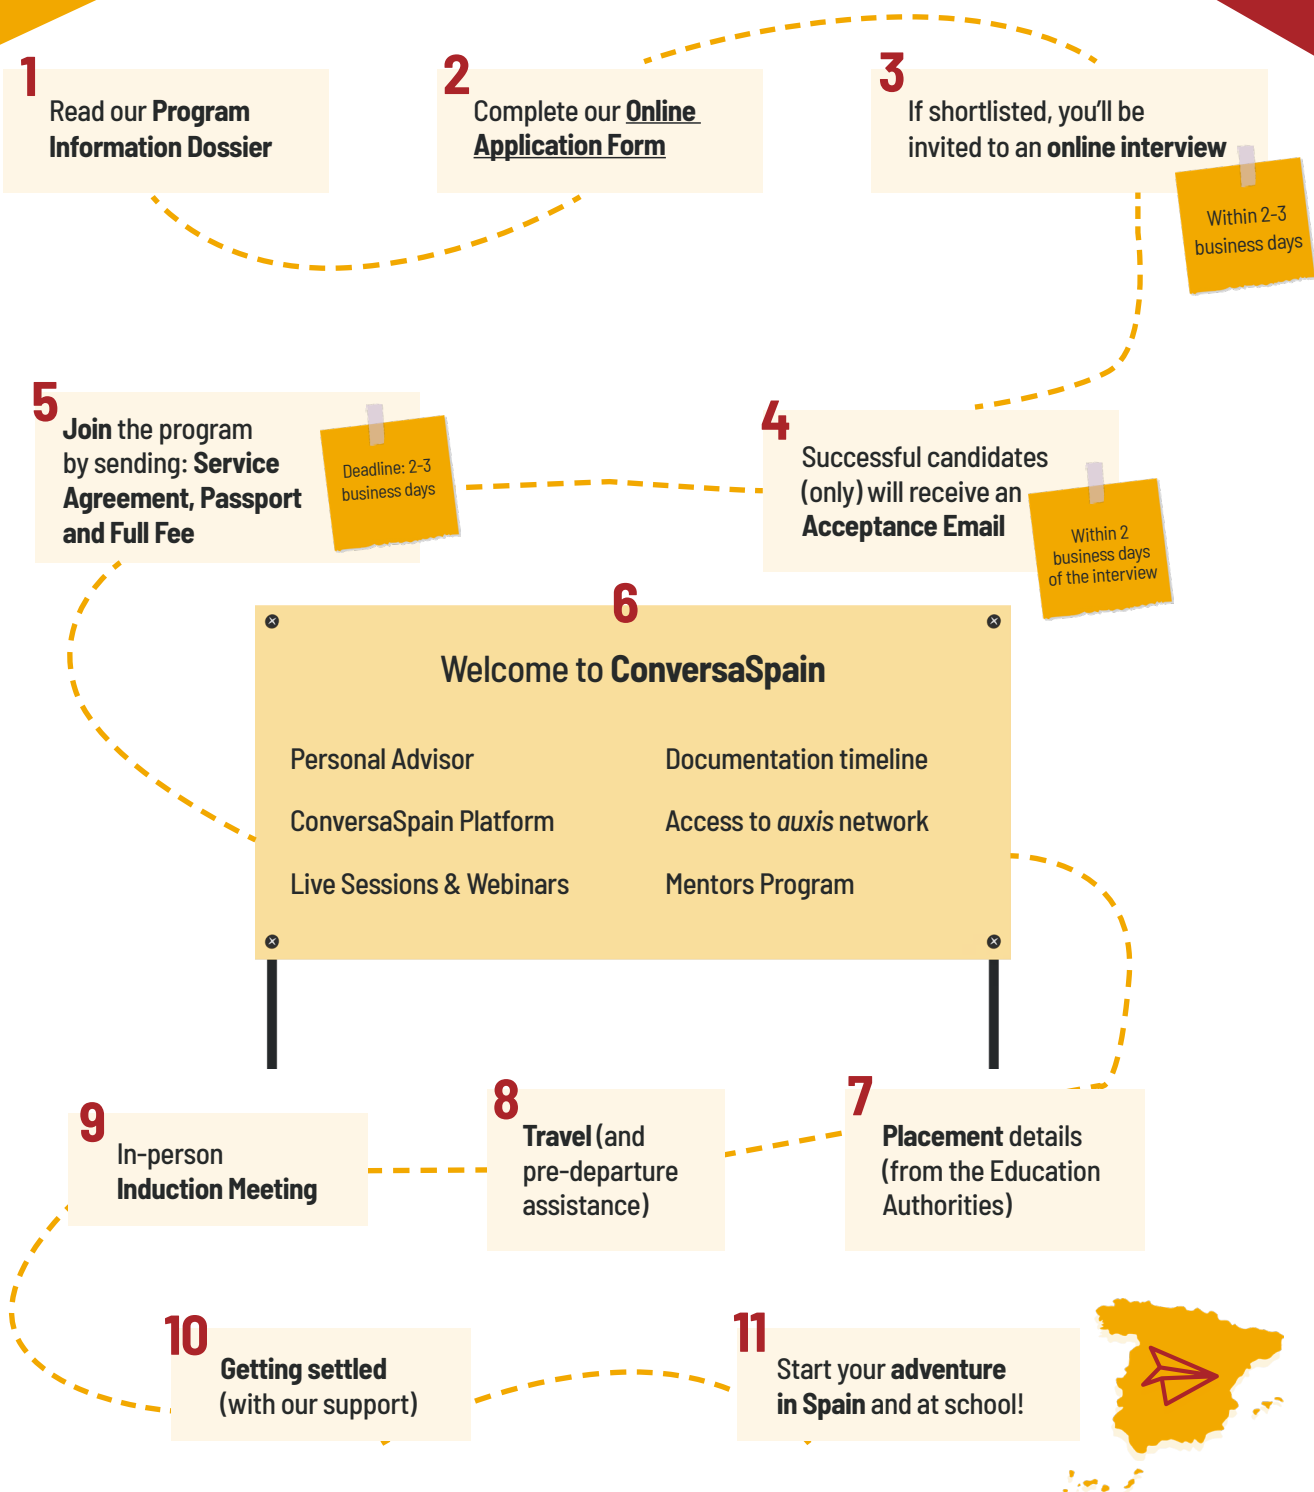 1
Read our Program
Information Dossier
2
Complete our Online
Application Form
3
If shortlisted, you'll be
invited to an online interview
Within 2-3
business days
4
Successful candidates
(only) will receive an
Acceptance Email
Within 2
business days
of the interview
5
Join the program
by sending: Service
Agreement, Passport
and Full Fee
Deadline: 2-3
business days
6
Welcome to ConversaSpain
Personal Advisor
ConversaSpain Platform
Live Sessions & Webinars
Documentation timeline
Access to auxis network
Mentors Program
7
Placement details
(from the Education
Authorities)
8
Travel (and
pre-departure
assistance)
9
In-person
Induction Meeting
10
Getting settled
(with our support)
11
Start your adventure
in Spain and at school!